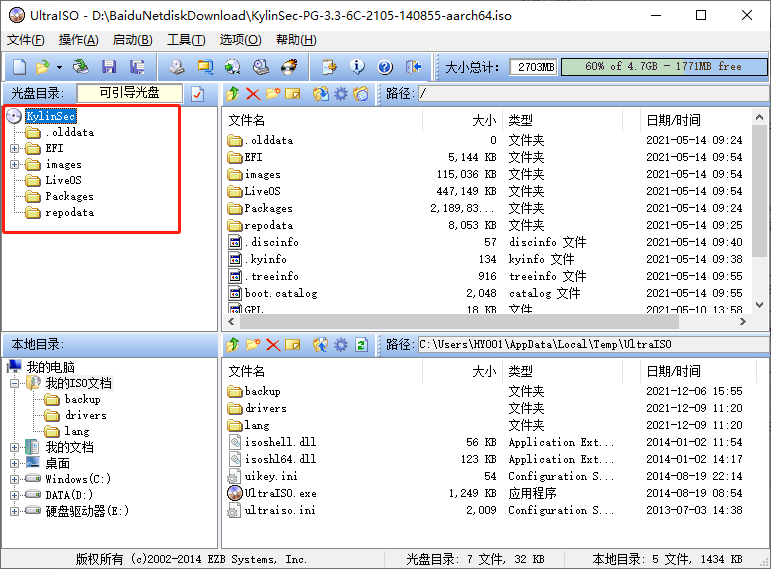 UltraISO - D:\BaiduNetdiskDownload\KylinSec-PG-3.3-6C-2105-140855-aarch64.iso
文件(F) 操作(A) 启动(B) 工具(T) 选项(O) 帮助(H)
大小总计: 2703MB 60% of 4.7GB - 1771MB free
光盘目录: 可引导光盘 路径: /
KylinSec
.olddata
EFI
images
LiveOS
Packages
repodata
文件名 大小 类型 日期/时间
.olddata 0 文件夹 2021-05-14 09:24
EFI 5,144 KB 文件夹 2021-05-14 09:54
images 115,036 KB 文件夹 2021-05-14 09:54
LiveOS 447,149 KB 文件夹 2021-05-14 09:54
Packages 2,189,83... 文件夹 2021-05-14 09:24
repodata 8,053 KB 文件夹 2021-05-14 09:25
.discinfo 57 discinfo 文件 2021-05-14 09:40
.kyinfo 134 kyinfo 文件 2021-05-14 09:38
.treeinfo 916 treeinfo 文件 2021-05-14 09:54
boot.catalog 2,048 catalog 文件 2021-05-14 09:55
GPL 18 KB 文件 2021-05-10 13:58
本地目录: 路径: C:\Users\HY001\AppData\Local\Temp\UltraISO
我的电脑
我的ISO文档
backup
drivers
lang
我的文档
桌面
Windows(C:)
DATA(D:)
硬盘驱动器(E:)
文件名 大小 类型 日期/时间
backup 文件夹 2021-12-06 15:55
drivers 文件夹 2021-12-09 11:20
lang 文件夹 2021-12-09 11:20
isoshell.dll 56 KB Application Ext... 2014-01-02 11:54
isoshl64.dll 123 KB Application Ext... 2014-01-02 14:17
uikey.ini 54 Configuration S... 2014-08-19 22:14
UltraISO.exe 1,249 KB 应用程序 2014-08-19 08:54
ultraiso.ini 2,009 Configuration S... 2013-07-03 14:38
版权所有 (c)2002-2014 EZB Systems, Inc. 光盘目录: 7 文件, 32 KB 本地目录: 5 文件, 1434 KB